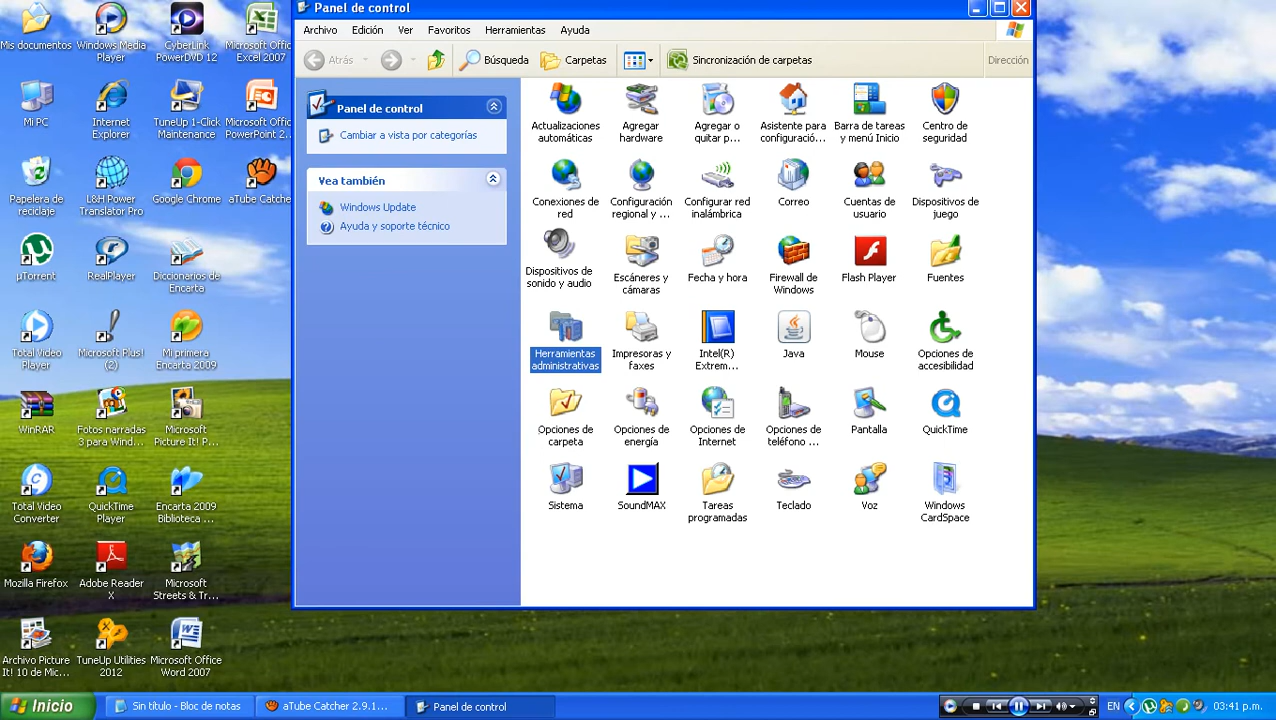 Mis documentos
Windows Media
Player
CyberLink
PowerDVD 12
Microsoft Office
Excel 2007
Mi PC
Internet
Explorer
TuneUp 1-Click
Maintenance
Microsoft Office
PowerPoint 2...
Papelera de
reciclaje
L&H Power
Translator Pro
Google Chrome
aTube Catcher
µTorrent
RealPlayer
Diccionarios de
Encarta
Total Video
Player
Microsoft Plus!
(2)
Mi primera
Encarta 2009
WinRAR
Fotos narradas
3 para Wind...
Microsoft
Picture It! P...
Total Video
Converter
QuickTime
Player
Encarta 2009
Biblioteca ...
Mozilla Firefox
Adobe Reader
X
Microsoft
Streets & Tr...
Archivo Picture
It! 10 de Mic...
TuneUp Utilities
2012
Microsoft Office
Word 2007
Panel de control
Archivo Edición Ver Favoritos Herramientas Ayuda
Atrás Búsqueda Carpetas Sincronización de carpetas Dirección
Panel de control
Cambiar a vista por categorías
Vea también
Windows Update
Ayuda y soporte técnico
Actualizaciones
automáticas
Agregar
hardware
Agregar o
quitar p...
Asistente para
configuració...
Barra de tareas
y menú Inicio
Centro de
seguridad
Conexiones de
red
Configuración
regional y ...
Configurar red
inalámbrica
Correo
Cuentas de
usuario
Dispositivos de
juego
Dispositivos de
sonido y audio
Escáneres y
cámaras
Fecha y hora
Firewall de
Windows
Flash Player
Fuentes
Herramientas
administrativas
Impresoras y
faxes
Intel(R)
Extrem...
Java
Mouse
Opciones de
accesibilidad
Opciones de
carpeta
Opciones de
energía
Opciones de
Internet
Opciones de
teléfono ...
Pantalla
QuickTime
Sistema
SoundMAX
Tareas
programadas
Teclado
Voz
Windows
CardSpace
Inicio
Sin título - Bloc de notas
aTube Catcher 2.9.1...
Panel de control
EN
03:41 p.m.